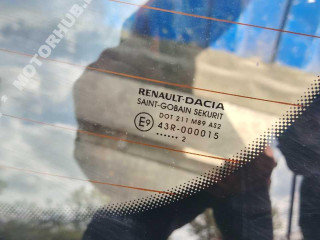 MOTORHUB.
RENAULT-DACIA
SAINT-GOBAIN SEKURIT
DOT 211 M89 AS2
E9 43R-000015
...... 2